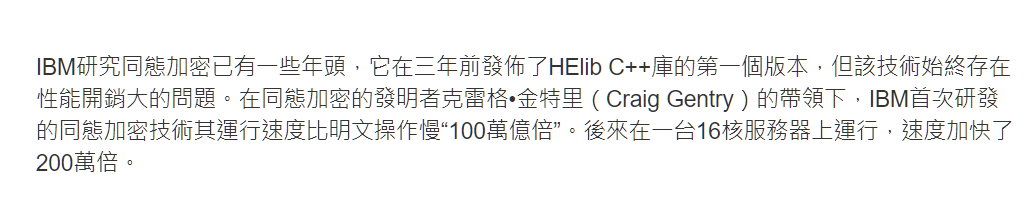 IBM研究同態加密已有一些年頭，它在三年前發佈了HElib C++庫的第一個版本，但該技術始終存在
性能開銷大的問題。在同態加密的發明者克雷格•金特里（Craig Gentry）的帶領下，IBM首次研發
的同態加密技術其運行速度比明文操作慢“100萬億倍”。後來在一台16核服務器上運行，速度加快了
200萬倍。